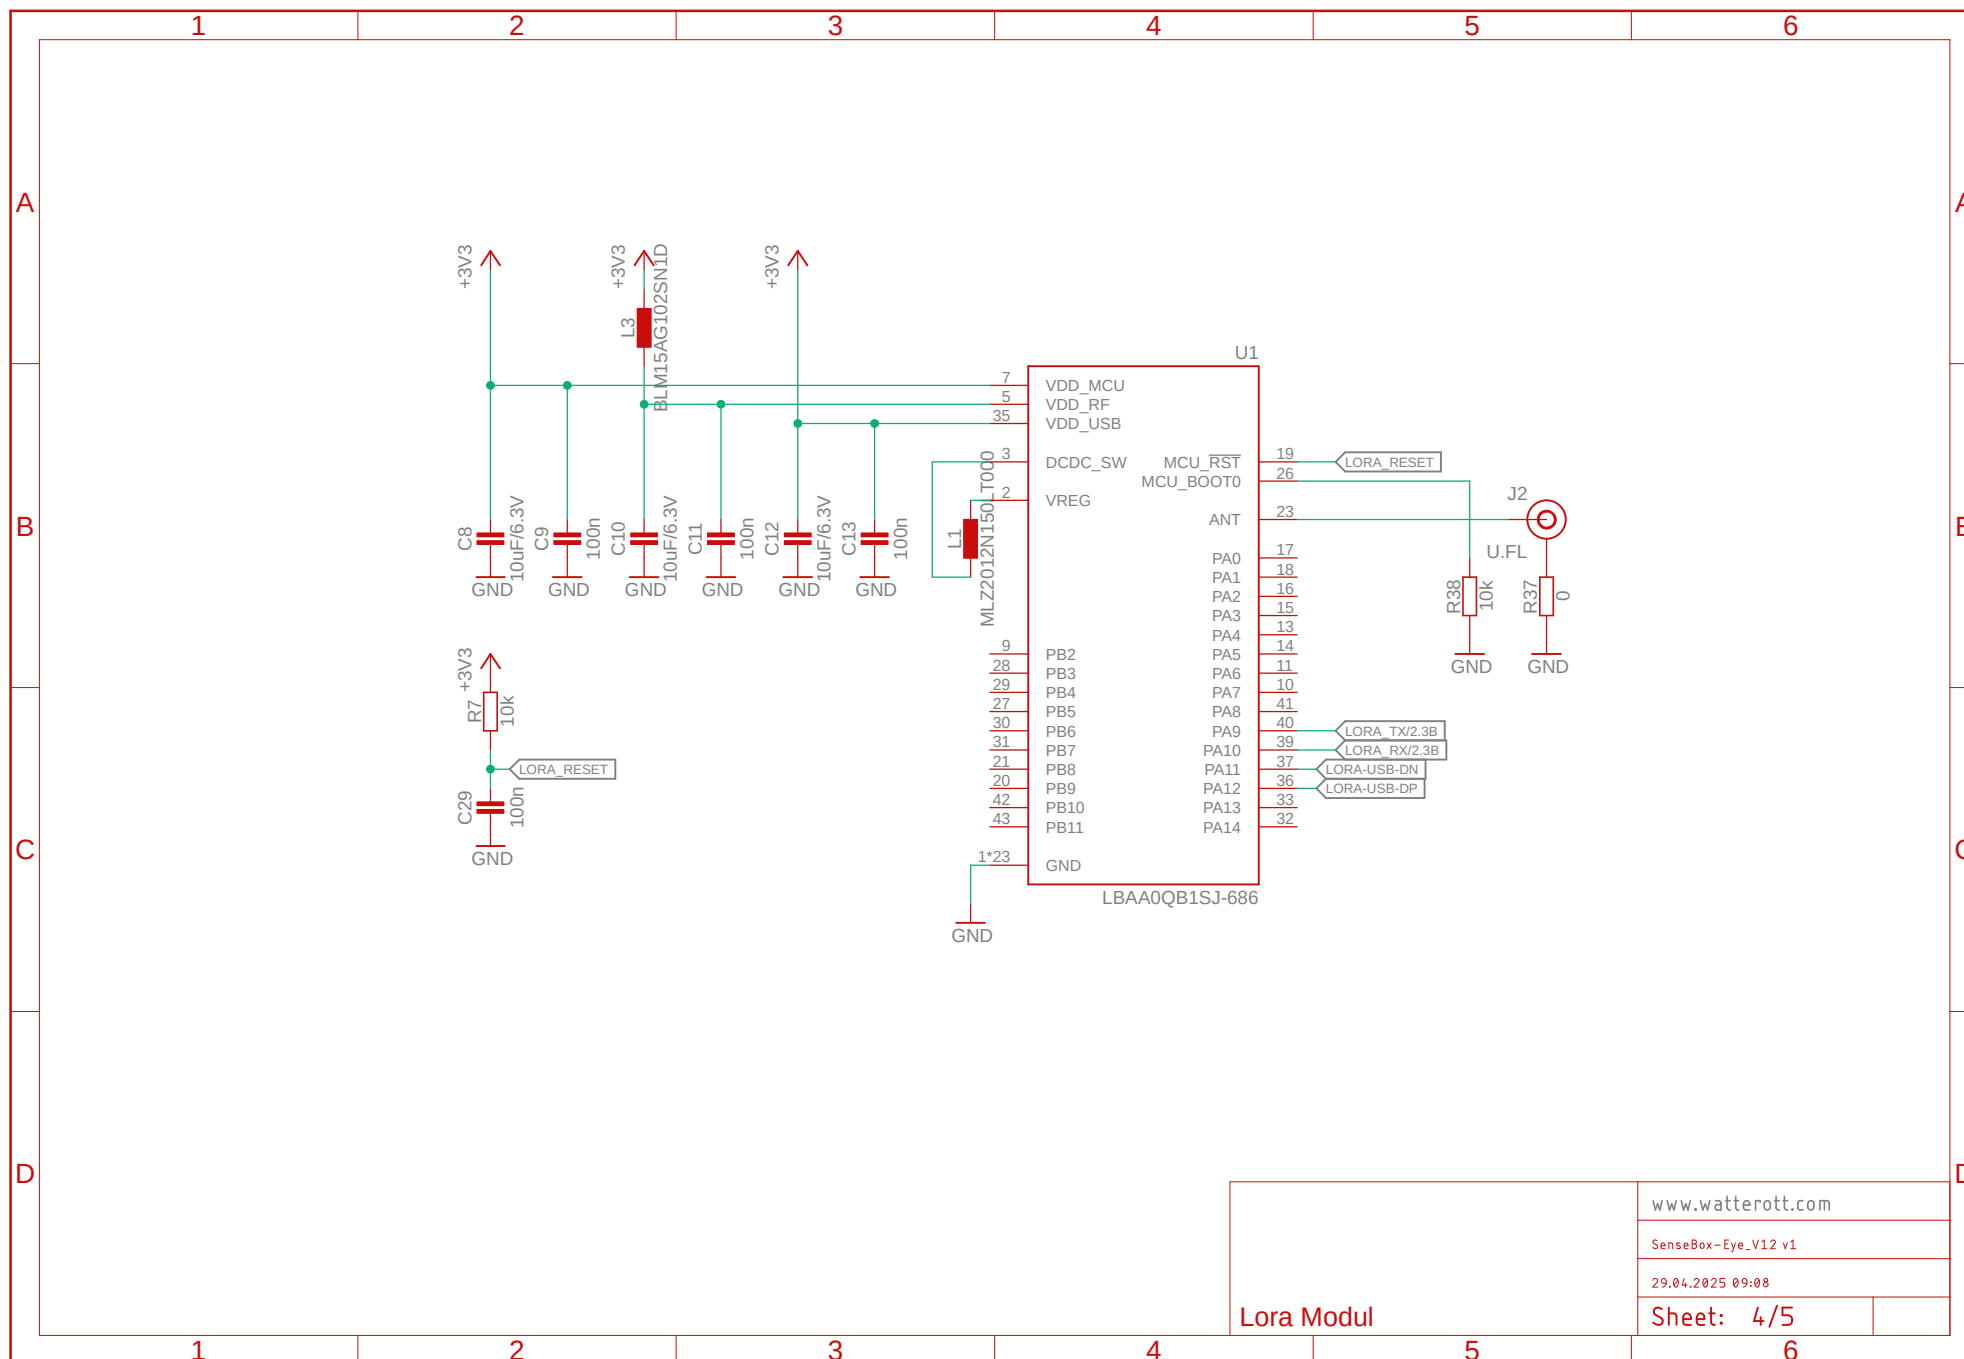 1 2 3 4 5 6
A A
+3V3 +3V3 +3V3
L3 BLM15AG102SN1D
U1
7 VDD_MCU
5 VDD_RF
35 VDD_USB
3 DCDC_SW MCU_RST 19 LORA_RESET
2 VREG MCU_BOOT0 26
L1 MLZ2012N150LT000
ANT 23 J2
U.FL
B B
C8 10uF/6.3V C9 100n C10 10uF/6.3V C11 100n C12 10uF/6.3V C13 100n
GND GND GND GND GND GND
PA0 17
PA1 18
PA2 16
PA3 15
PA4 13
R38 10k R37 0
GND GND
9 PB2 PA5 14
28 PB3 PA6 11
29 PB4 PA7 10
27 PB5 PA8 41
30 PB6 PA9 40 LORA_TX/2.3B
31 PB7 PA10 39 LORA_RX/2.3B
21 PB8 PA11 37 LORA-USB-DN
20 PB9 PA12 36 LORA-USB-DP
42 PB10 PA13 33
43 PB11 PA14 32
1*23 GND
LBAA0QB1SJ-686
GND
+3V3
R7 10k
LORA_RESET
C29 100n
GND
C C
D D
www.watterott.com
SenseBox-Eye_V12 v1
29.04.2025 09:08
Lora Modul
Sheet: 4/5
1 2 3 4 5 6